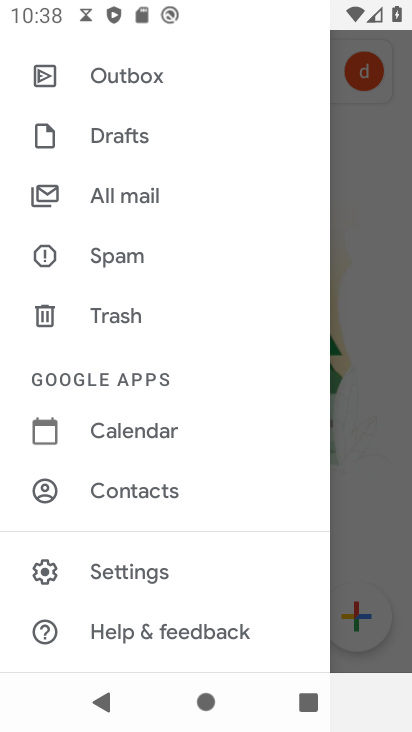 10:38
d
Outbox
Drafts
All mail
Spam
Trash
GOOGLE APPS
Calendar
Contacts
Settings
Help & feedback